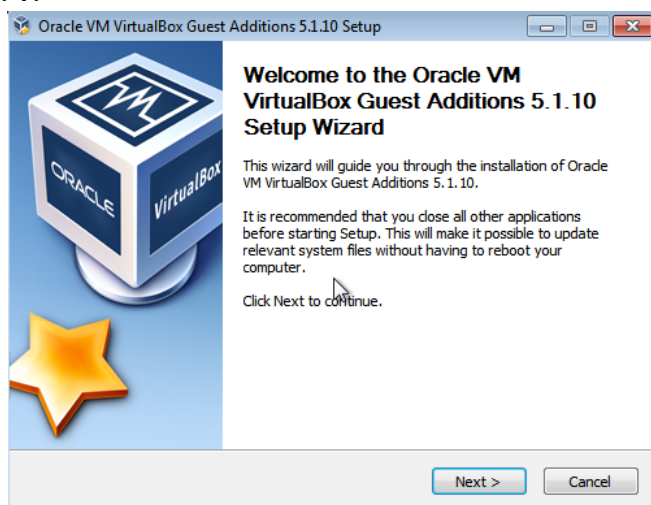 Oracle VM VirtualBox Guest Additions 5.1.10 Setup
Welcome to the Oracle VM
VirtualBox Guest Additions 5.1.10
Setup Wizard
This wizard will guide you through the installation of Oracle
VM VirtualBox Guest Additions 5.1.10.
It is recommended that you close all other applications
before starting Setup. This will make it possible to update
relevant system files without having to reboot your
computer.
Click Next to continue.
ORACLE
VirtualBox
VM
Next >
Cancel